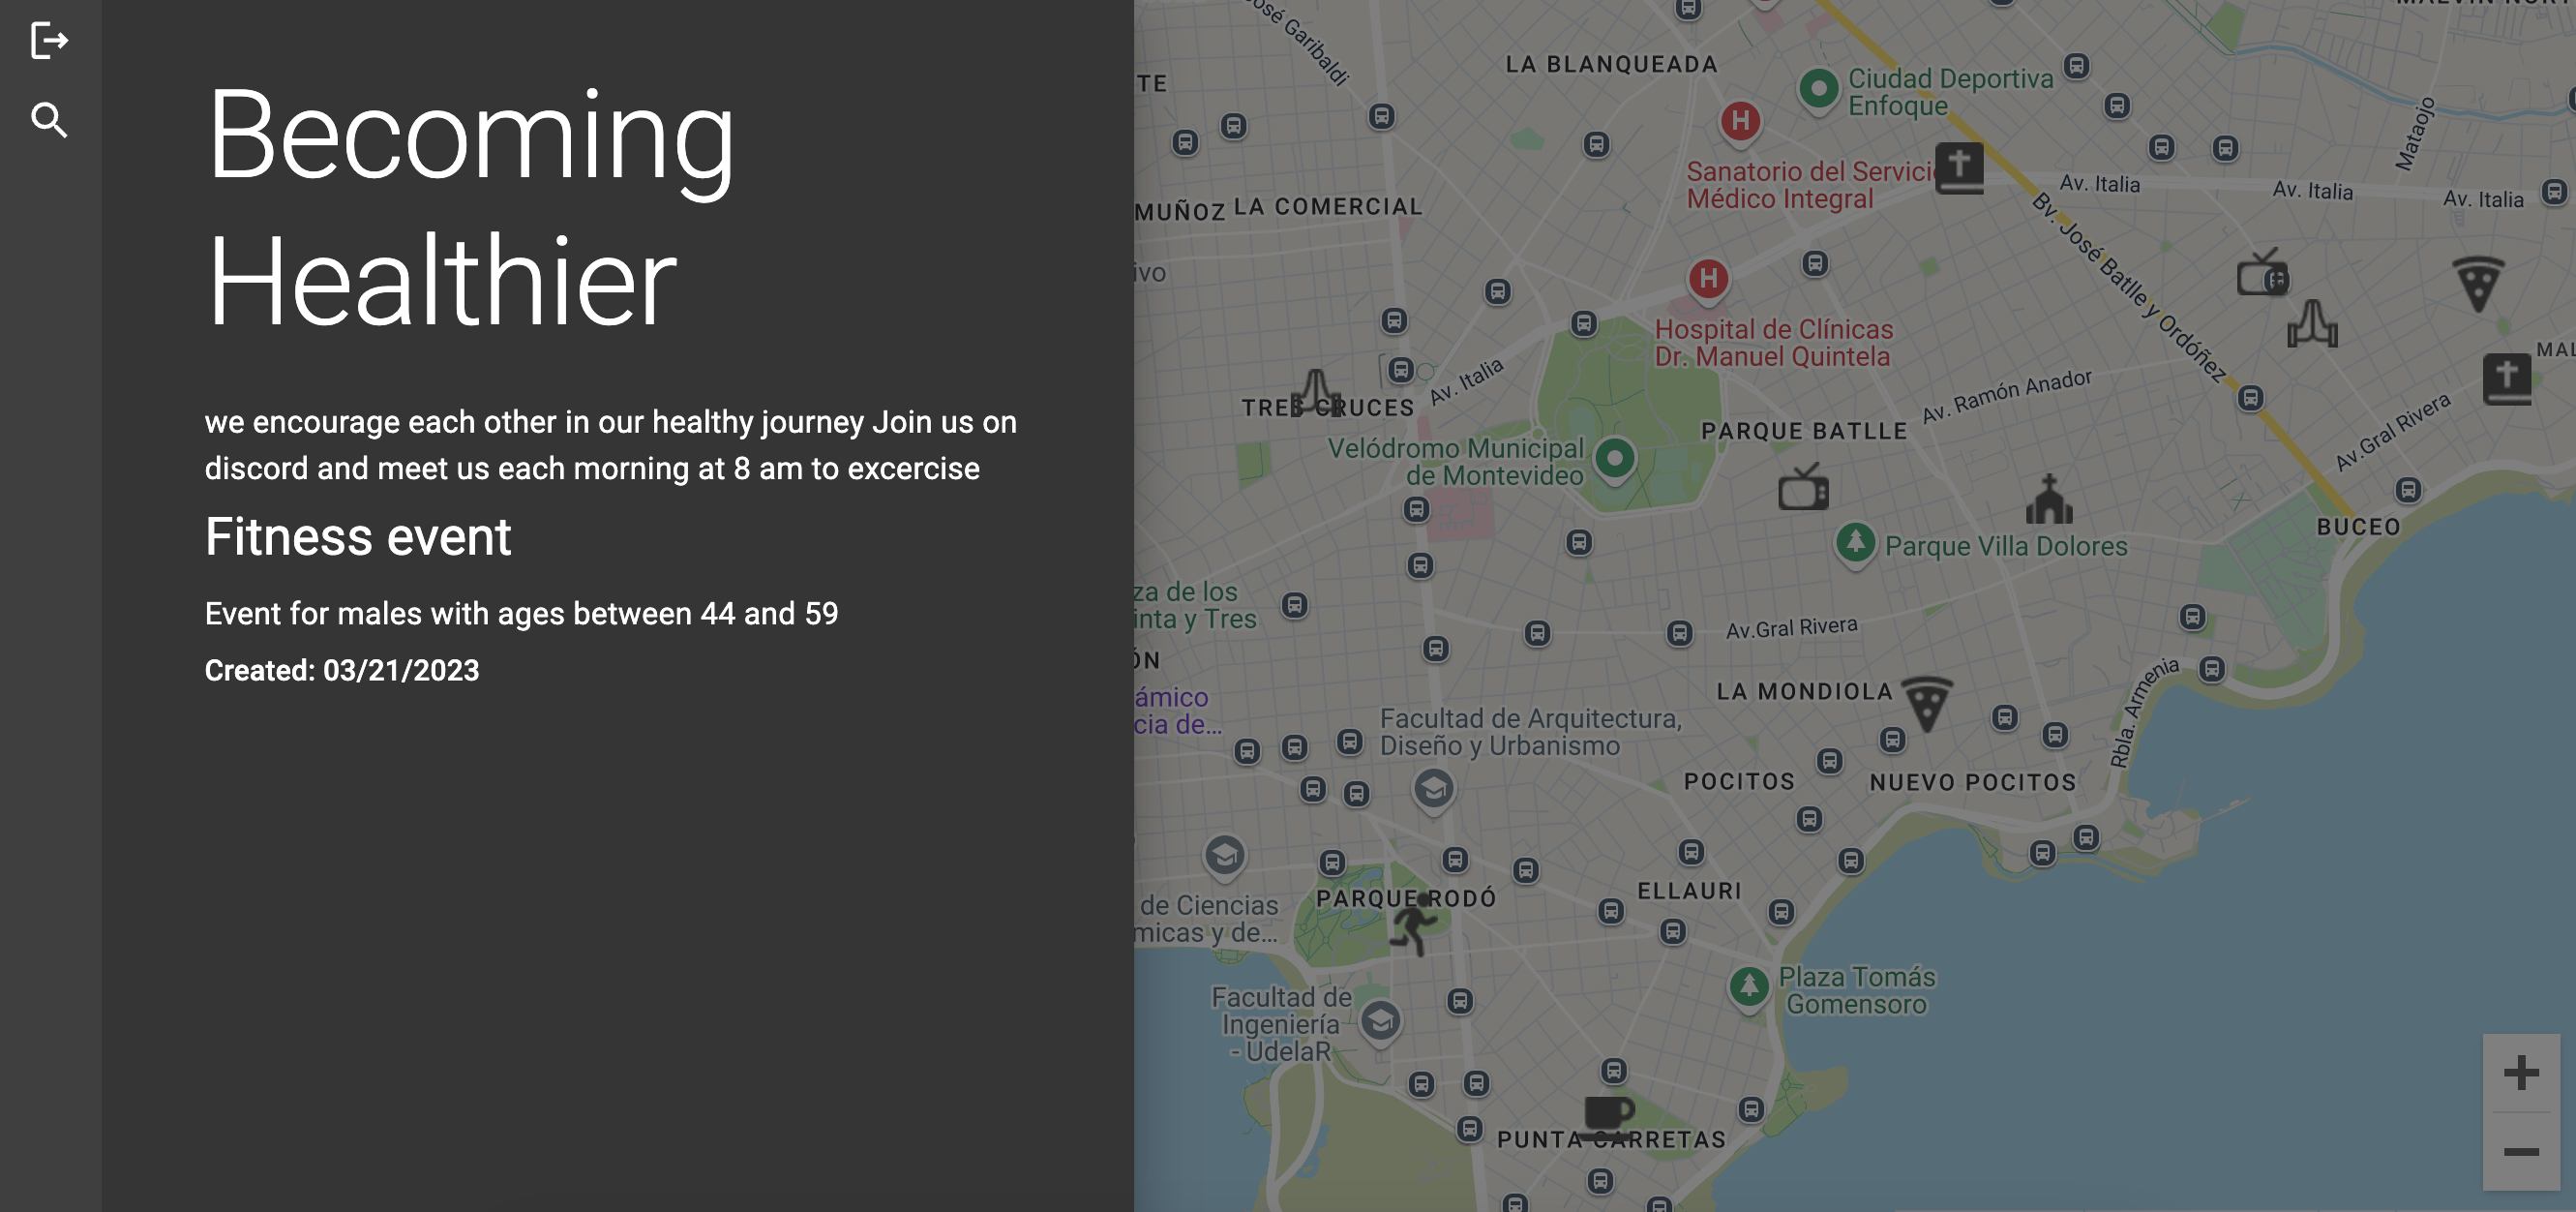 Becoming
Healthier
we encourage each other in our healthy journey Join us on
discord and meet us each morning at 8 am to excercise
Fitness event
Event for males with ages between 44 and 59
Created: 03/21/2023
José Garibaldi
LA BLANQUEADA
Ciudad Deportiva
Enfoque
TE
Mataojo
H
Sanatorio del Servicio
Médico Integral
Av. Italia
Av. Italia
Av. Italia
MUÑOZ
LA COMERCIAL
ivo
Bv. José Batlle y Ordóñez
H
Hospital de Clínicas
Dr. Manuel Quintela
MAL
Av. Italia
TRES CRUCES
Av. Ramón Anador
PARQUE BATLLE
Velódromo Municipal
de Montevideo
Av.Gral Rivera
BUCEO
Parque Villa Dolores
za de los
inta y Tres
Av.Gral Rivera
ÓN
ámico
cia de...
LA MONDIOLA
Rbla. Armenia
Facultad de Arquitectura,
Diseño y Urbanismo
POCITOS
NUEVO POCITOS
PARQUE RODÓ
ELLAURI
de Ciencias
micas y de...
Plaza Tomás
Gomensoro
Facultad de
Ingeniería
- UdelaR
PUNTA CARRETAS
+
−